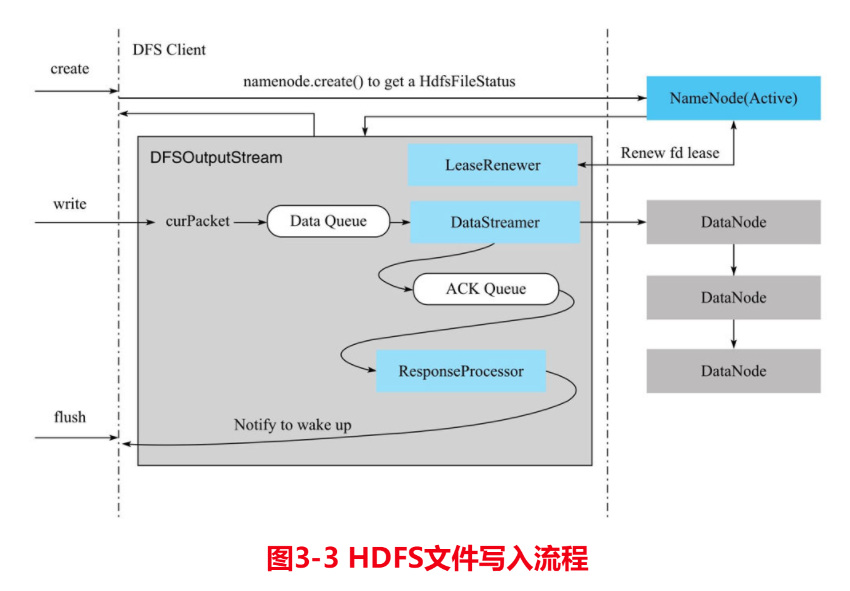 DFS Client
create
namenode.create() to get a HdfsFileStatus
NameNode(Active)
DFSOutputStream
LeaseRenewer
Renew fd lease
write
curPacket
Data Queue
DataStreamer
DataNode
ACK Queue
DataNode
ResponseProcessor
DataNode
flush
Notify to wake up
图3-3 HDFS文件写入流程